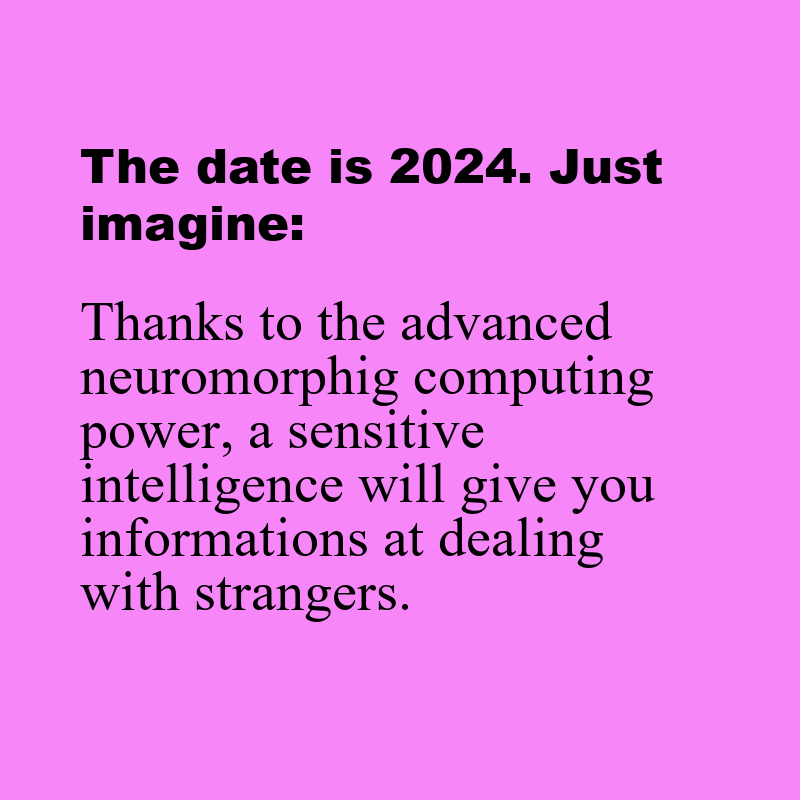 The date is 2024. Just
imagine:
Thanks to the advanced
neuromorphig computing
power, a sensitive
intelligence will give you
informations at dealing
with strangers.